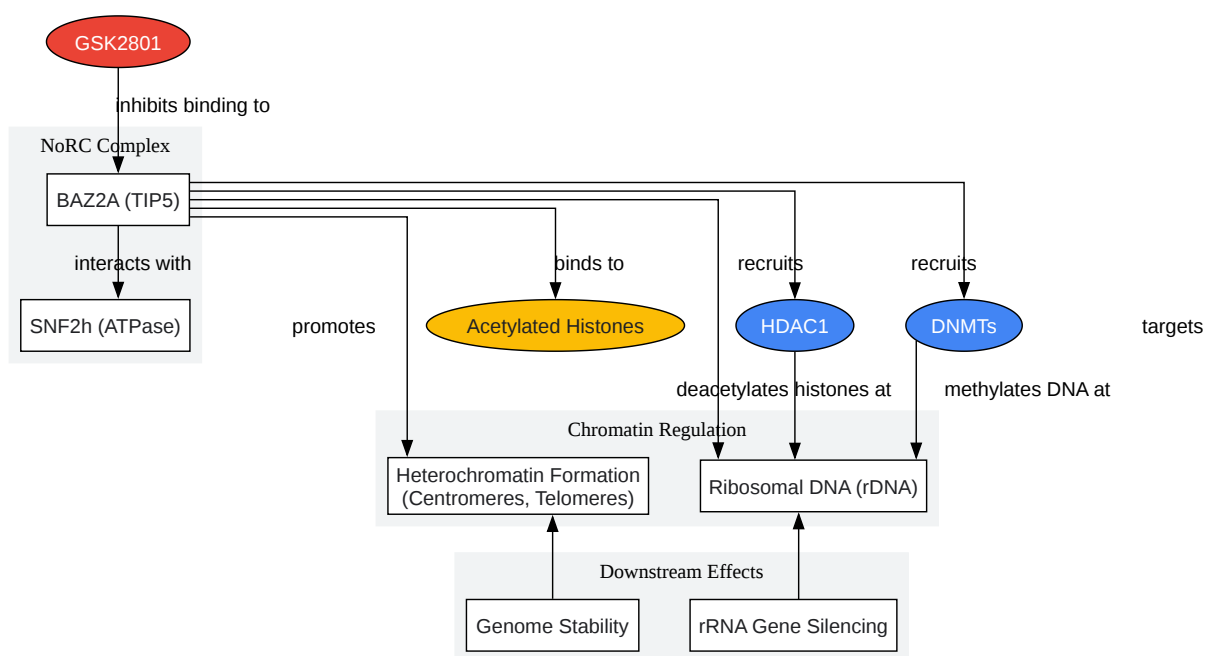 GSK2801
inhibits binding to
NoRC Complex
BAZ2A (TIP5)
interacts with
binds to
recruits
recruits
SNF2h (ATPase)
promotes
Acetylated Histones
HDAC1
DNMTs
targets
deacetylates histones at
methylates DNA at
Chromatin Regulation
Heterochromatin Formation
(Centromeres, Telomeres)
Ribosomal DNA (rDNA)
Downstream Effects
Genome Stability
rRNA Gene Silencing